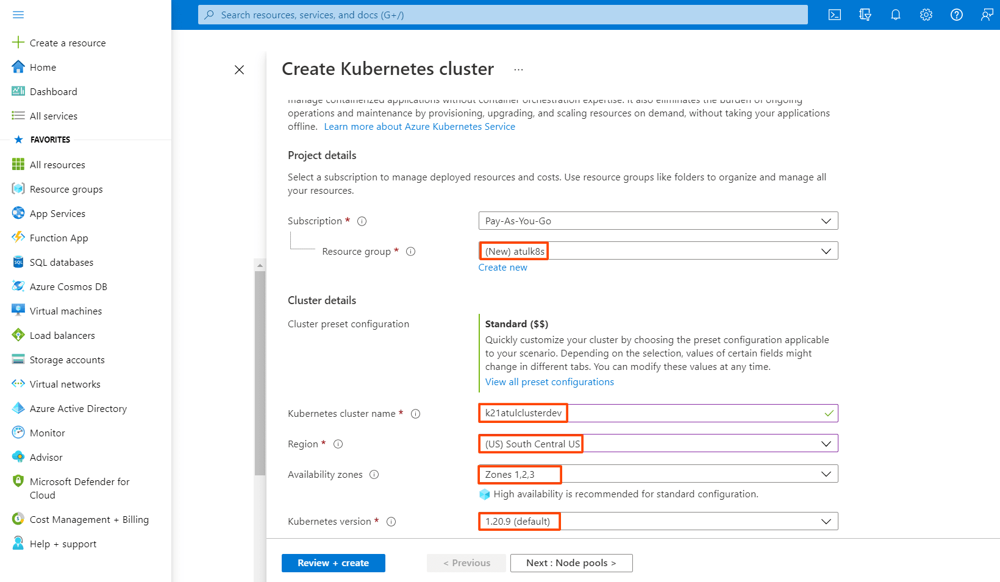 Search resources, services, and docs (G+/)
Create a resource
Home
Dashboard
All services
FAVORITES
All resources
Resource groups
App Services
Function App
SQL databases
Azure Cosmos DB
Virtual machines
Load balancers
Storage accounts
Virtual networks
Azure Active Directory
Monitor
Advisor
Microsoft Defender for
Cloud
Cost Management + Billing
Help + support
Create Kubernetes cluster ...
manage containerized applications without container orchestration expertise. It also eliminates the burden of ongoing
operations and maintenance by provisioning, upgrading, and scaling resources on demand, without taking your applications
offline. Learn more about Azure Kubernetes Service
Project details
Select a subscription to manage deployed resources and costs. Use resource groups like folders to organize and manage all
your resources.
Subscription *
Pay-As-You-Go
Resource group *
(New) atulk8s
Create new
Cluster details
Cluster preset configuration
Standard ($$)
Quickly customize your cluster by choosing the preset configuration applicable
to your scenario. Depending on the selection, values of certain fields might
change in different tabs. You can modify these values at any time.
View all preset configurations
Kubernetes cluster name *
k21atulclusterdev
Region *
(US) South Central US
Availability zones
Zones 1,2,3
High availability is recommended for standard configuration.
Kubernetes version *
1.20.9 (default)
Review + create
< Previous
Next : Node pools >